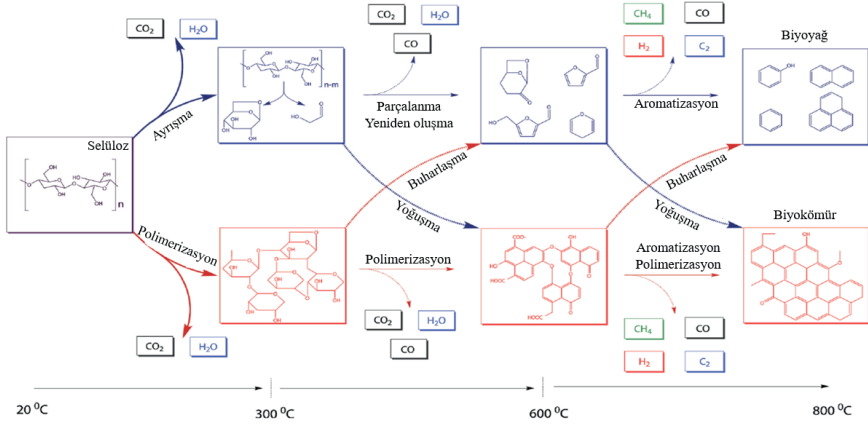 CO₂ H₂O
CO₂ H₂O
CO
CH₄ CO
H₂ C₂
Biyoyağ
Selüloz
Ayrışma
n-m
Parçalanma
Yeniden oluşma
Aromatizasyon
n
Polimerizasyon
Buharlaşma
Yoğuşma
Buharlaşma
Yoğuşma
Biyokömür
Polimerizasyon
Aromatizasyon
Polimerizasyon
CO₂ H₂O
CO₂ H₂O
CO
CH₄ CO
H₂ C₂
20 ⁰C
300 ⁰C
600 ⁰C
800 ⁰C